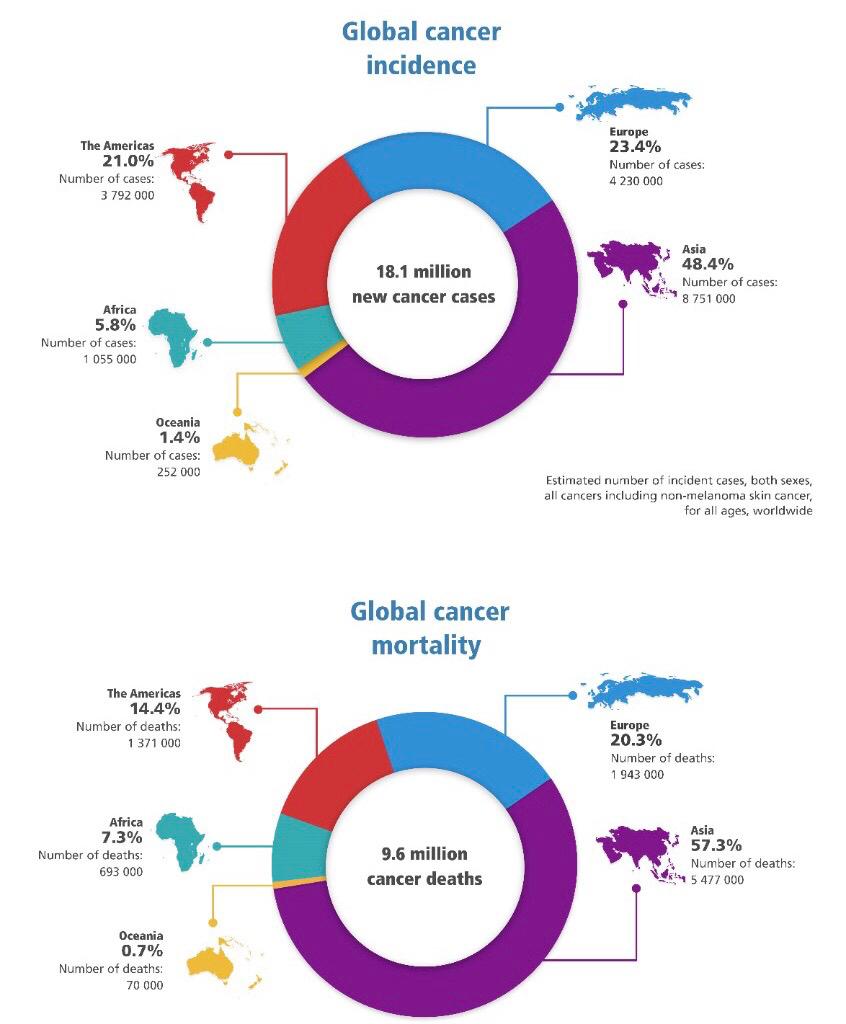 Global cancer
incidence
Europe
23.4%
Number of cases:
4 230 000
The Americas
21.0%
Number of cases:
3 792 000
18.1 million
new cancer cases
Asia
48.4%
Number of cases:
8 751 000
Africa
5.8%
Number of cases:
1 055 000
Oceania
1.4%
Number of cases:
252 000
Estimated number of incident cases, both sexes,
all cancers including non-melanoma skin cancer,
for all ages, worldwide
Global cancer
mortality
The Americas
14.4%
Number of deaths:
1 371 000
Europe
20.3%
Number of deaths:
1 943 000
Africa
7.3%
Number of deaths:
693 000
9.6 million
cancer deaths
Asia
57.3%
Number of deaths:
5 477 000
Oceania
0.7%
Number of deaths:
70 000